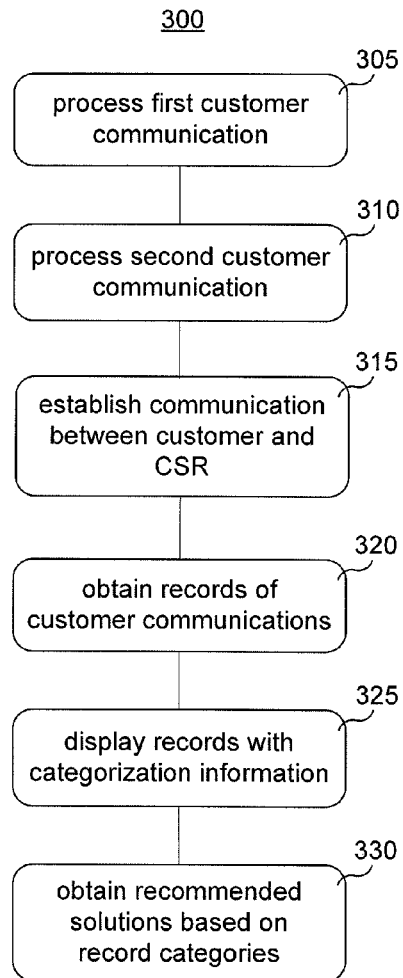 300
305
process first customer
communication
310
process second customer
communication
315
establish communication
between customer and
CSR
320
obtain records of
customer communications
325
display records with
categorization information
330
obtain recommended
solutions based on
record categories